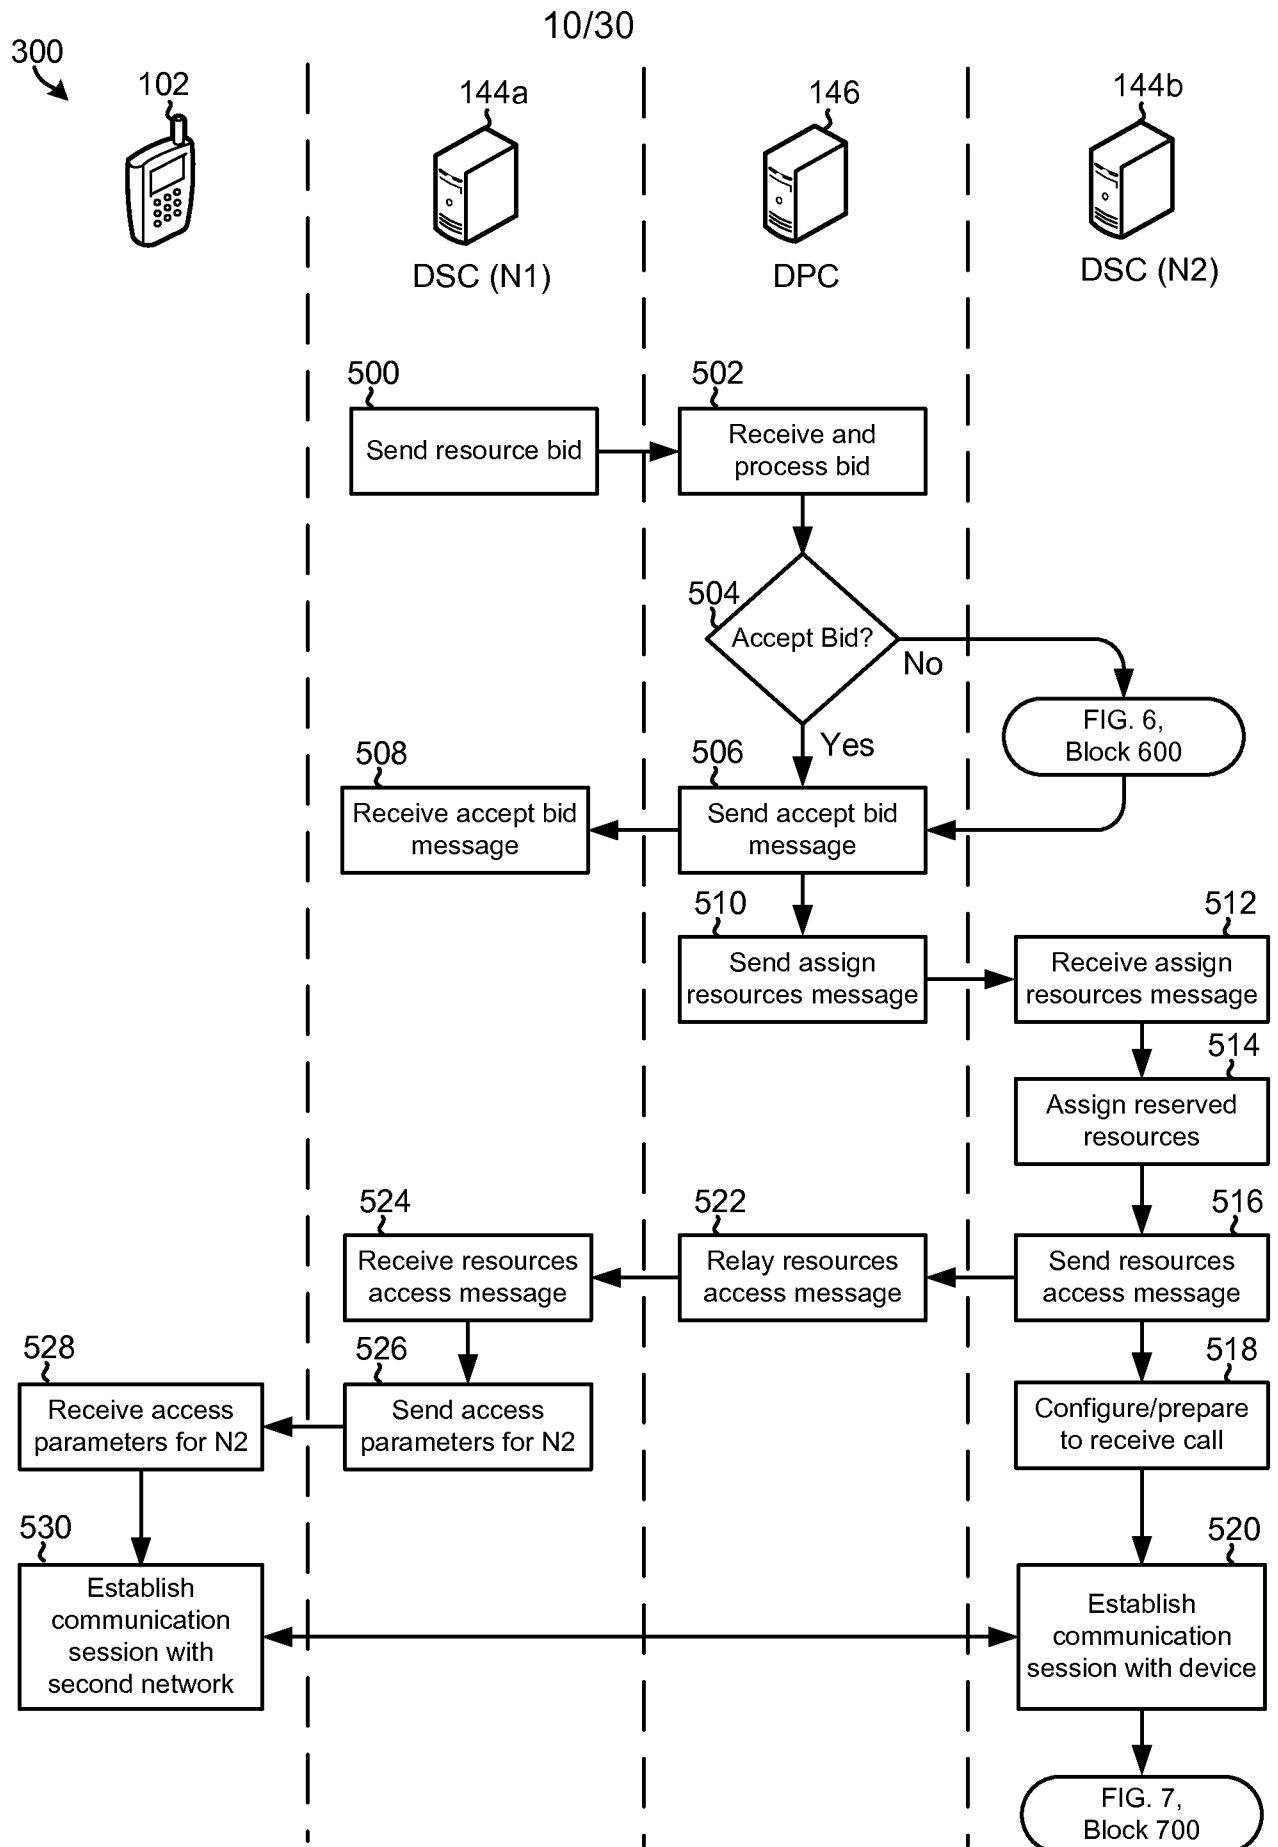 10/30
300
102
144a
146
144b
DSC (N1)
DPC
DSC (N2)
500
Send resource bid
502
Receive and
process bid
504
Accept Bid?
No
Yes
FIG. 6,
Block 600
508
Receive accept bid
message
506
Send accept bid
message
510
Send assign
resources message
512
Receive assign
resources message
514
Assign reserved
resources
516
Send resources
access message
522
Relay resources
access message
524
Receive resources
access message
526
Send access
parameters for N2
528
Receive access
parameters for N2
518
Configure/prepare
to receive call
530
Establish
communication
session with
second network
520
Establish
communication
session with device
FIG. 7,
Block 700